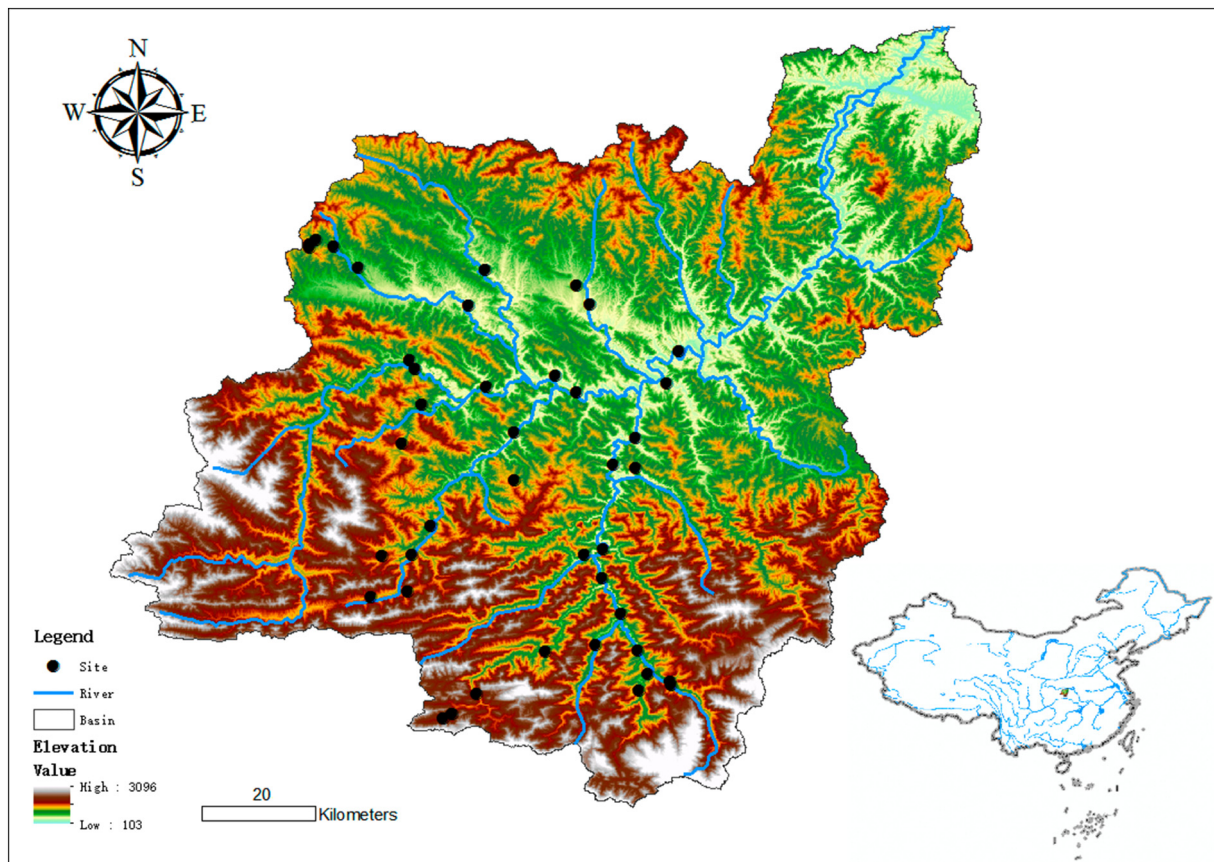 N
W
E
S
Legend
Site
River
Basin
Elevation
Value
High : 3096
Low : 103
20
Kilometers